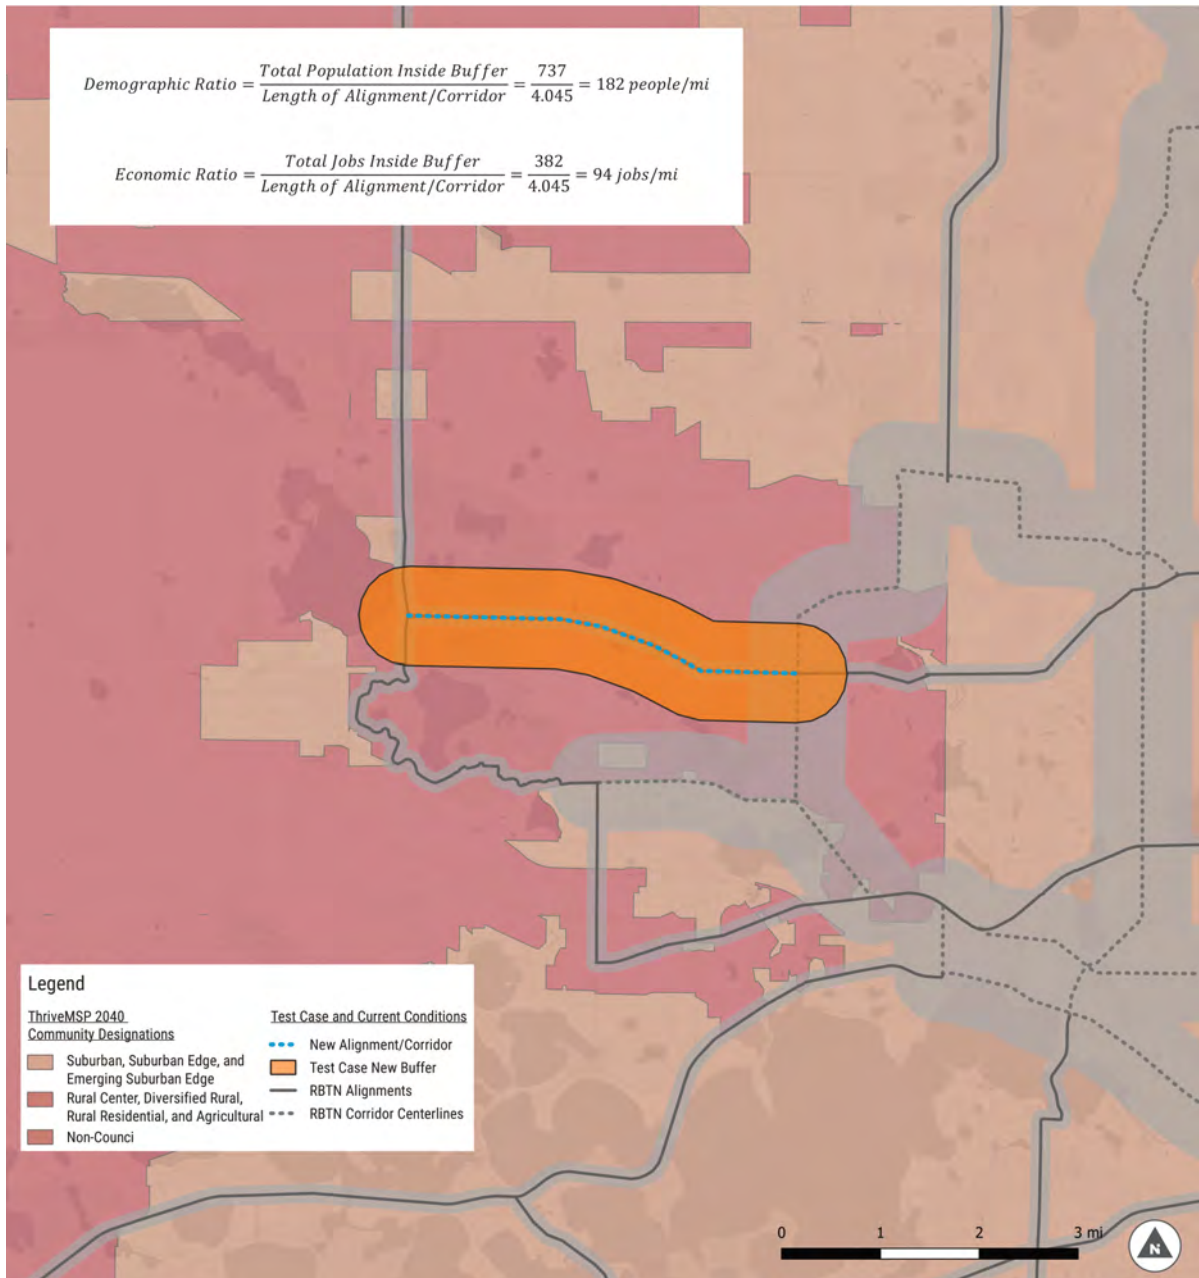 Demographic Ratio = Total Population Inside Buffer / Length of Alignment/Corridor = 737 / 4.045 = 182 people/mi
Economic Ratio = Total Jobs Inside Buffer / Length of Alignment/Corridor = 382 / 4.045 = 94 jobs/mi
Legend
ThriveMSP 2040
Community Designations
Suburban, Suburban Edge, and
Emerging Suburban Edge
Rural Center, Diversified Rural,
Rural Residential, and Agricultural
Non-Counci
Test Case and Current Conditions
New Alignment/Corridor
Test Case New Buffer
RBTN Alignments
RBTN Corridor Centerlines
0 1 2 3 mi
N